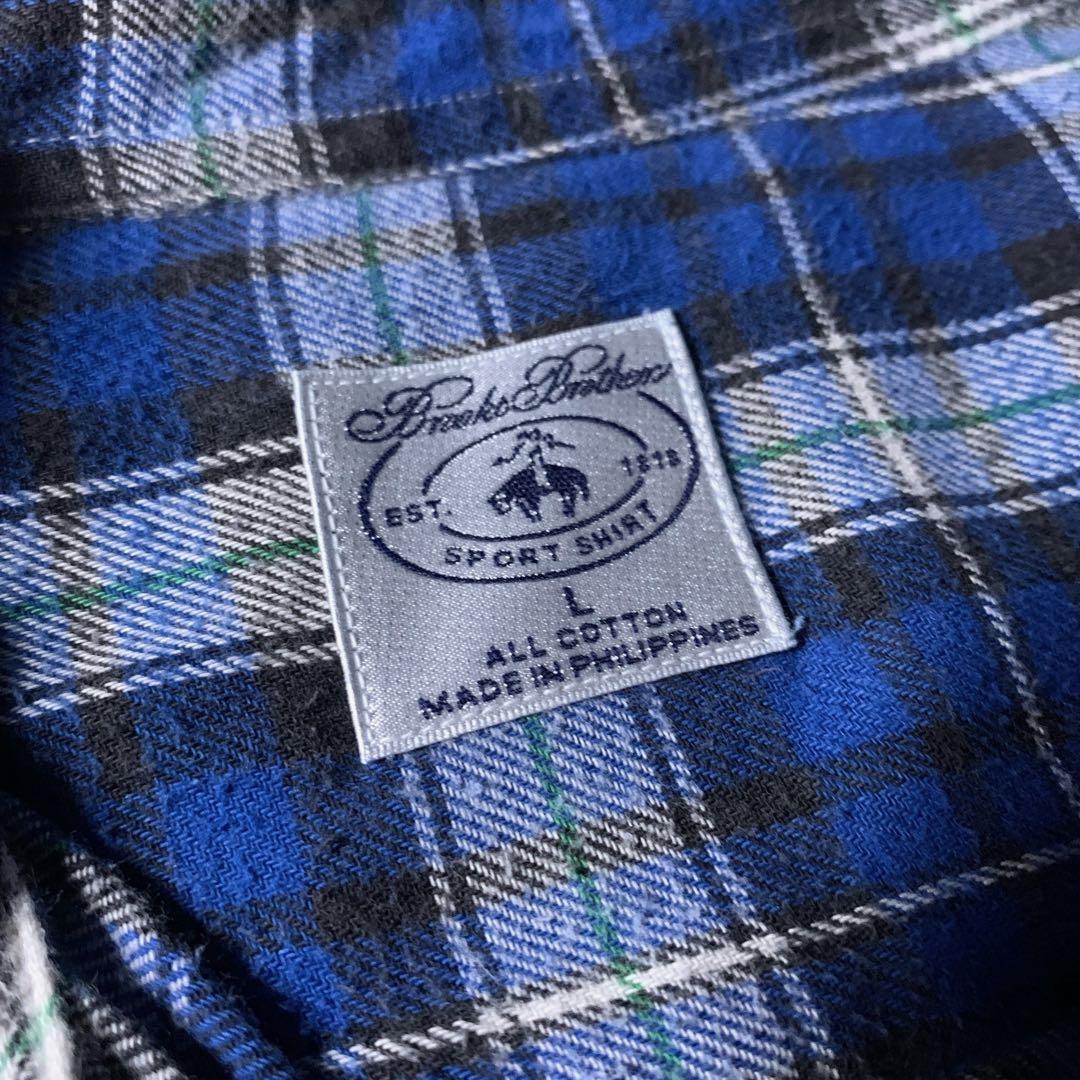 Brooks Brothers
EST. 1818
SPORT SHIRT
L
ALL COTTON
MADE IN PHILIPPINES